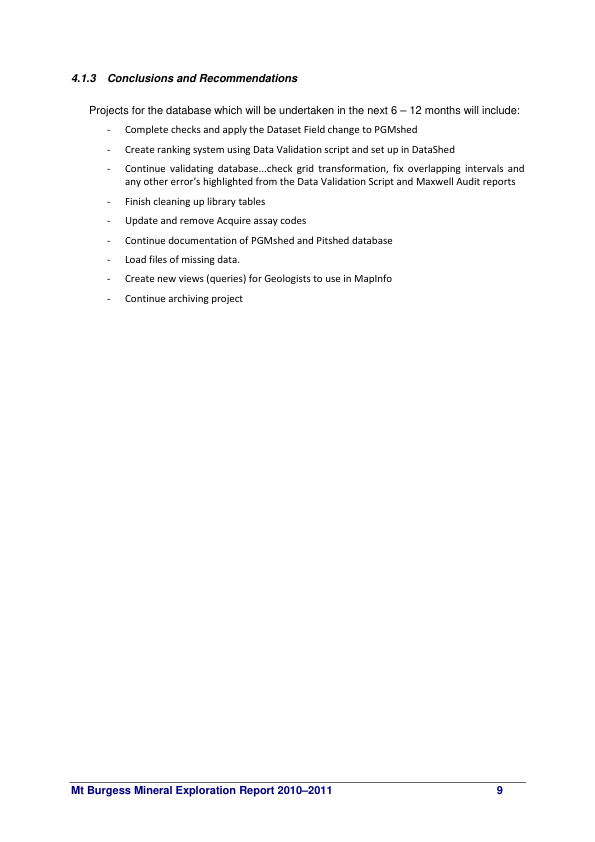 4.1.3 Conclusions and Recommendations
Projects for the database which will be undertaken in the next 6 – 12 months will include:
- Complete checks and apply the Dataset Field change to PGMshed
- Create ranking system using Data Validation script and set up in DataShed
- Continue validating database...check grid transformation, fix overlapping intervals and
any other error's highlighted from the Data Validation Script and Maxwell Audit reports
- Finish cleaning up library tables
- Update and remove Acquire assay codes
- Continue documentation of PGMshed and Pitshed database
- Load files of missing data.
- Create new views (queries) for Geologists to use in MapInfo
- Continue archiving project
Mt Burgess Mineral Exploration Report 2010–2011 9